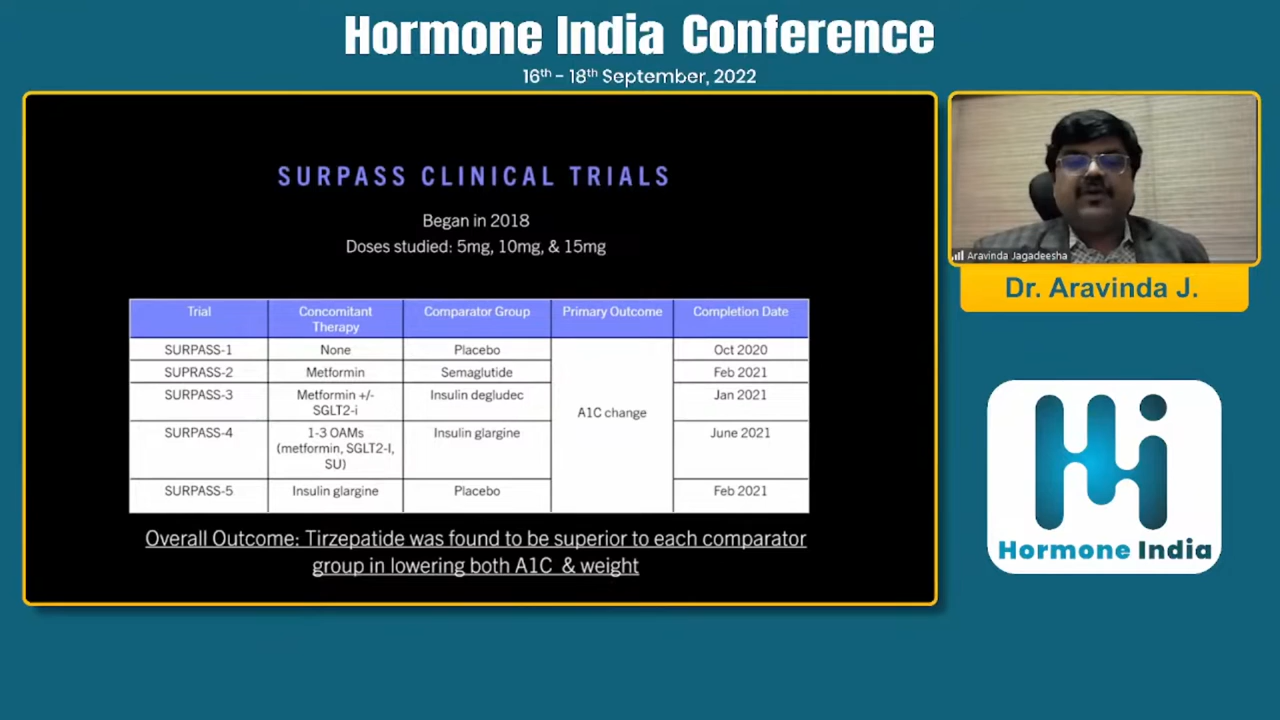 Hormone India Conference
16th - 18th September, 2022
SURPASS CLINICAL TRIALS
Began in 2018
Doses studied: 5mg, 10mg, & 15mg
Trial Concomitant Therapy Comparator Group Primary Outcome Completion Date
SURPASS-1 None Placebo Oct 2020
SUPRASS-2 Metformin Semaglutide Feb 2021
SURPASS-3 Metformin +/- SGLT2-i Insulin degludec Jan 2021
A1C change
SURPASS-4 1-3 OAMs (metformin, SGLT2-I, SU) Insulin glargine June 2021
SURPASS-5 Insulin glargine Placebo Feb 2021
Overall Outcome: Tirzepatide was found to be superior to each comparator
group in lowering both A1C & weight
Aravinda Jagadeesha
Dr. Aravinda J.
Hi
Hormone India